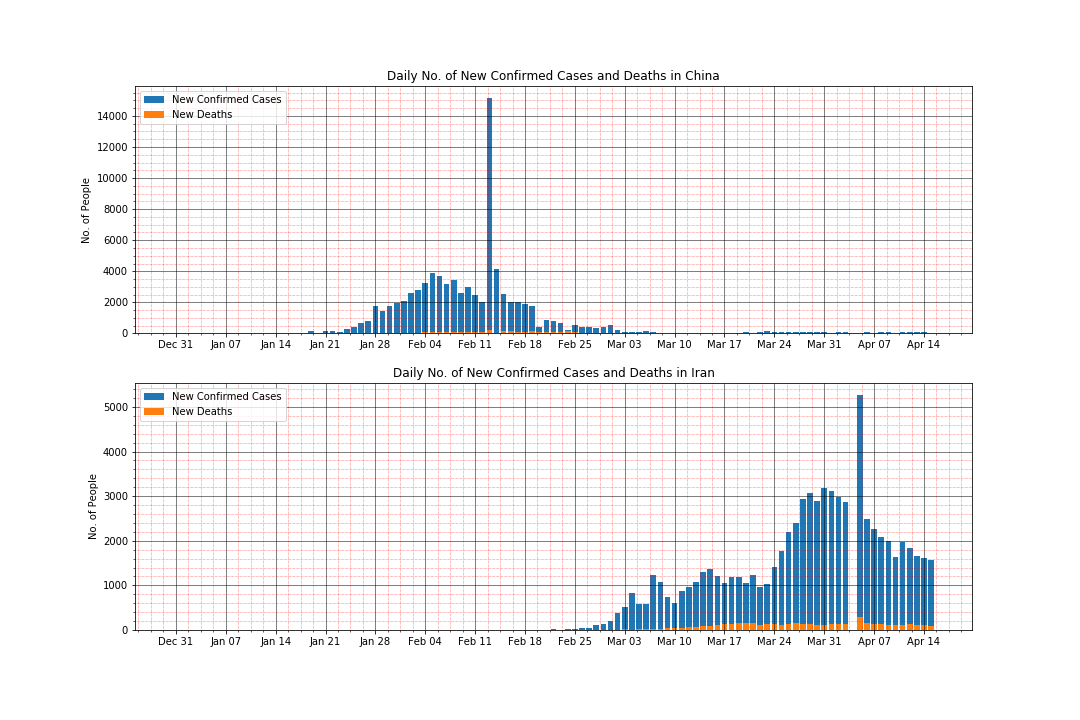 Daily No. of New Confirmed Cases and Deaths in China
New Confirmed Cases
New Deaths
No. of People
14000
12000
10000
8000
6000
4000
2000
0
Dec 31 Jan 07 Jan 14 Jan 21 Jan 28 Feb 04 Feb 11 Feb 18 Feb 25 Mar 03 Mar 10 Mar 17 Mar 24 Mar 31 Apr 07 Apr 14
Daily No. of New Confirmed Cases and Deaths in Iran
New Confirmed Cases
New Deaths
No. of People
5000
4000
3000
2000
1000
0
Dec 31 Jan 07 Jan 14 Jan 21 Jan 28 Feb 04 Feb 11 Feb 18 Feb 25 Mar 03 Mar 10 Mar 17 Mar 24 Mar 31 Apr 07 Apr 14